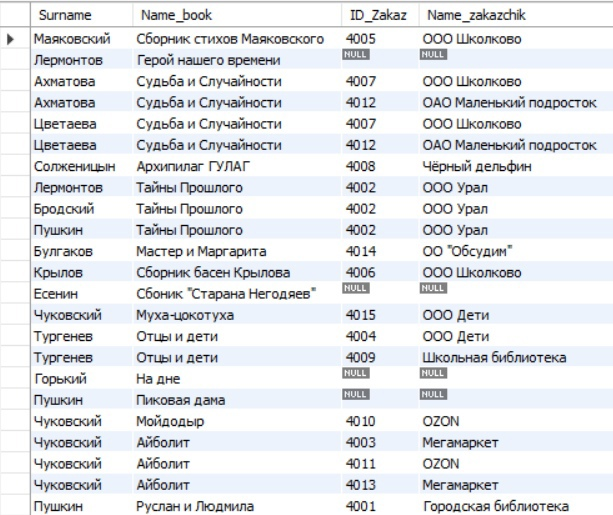 Surname Name_book ID_Zakaz Name_zakazchik
Маяковский Сборник стихов Маяковского 4005 ООО Школково
Лермонтов Герой нашего времени NULL NULL
Ахматова Судьба и Случайности 4007 ООО Школково
Ахматова Судьба и Случайности 4012 ОАО Маленький подросток
Цветаева Судьба и Случайности 4007 ООО Школково
Цветаева Судьба и Случайности 4012 ОАО Маленький подросток
Солженицын Архипилаг ГУЛАГ 4008 Чёрный дельфин
Лермонтов Тайны Прошлого 4002 ООО Урал
Бродский Тайны Прошлого 4002 ООО Урал
Пушкин Тайны Прошлого 4002 ООО Урал
Булгаков Мастер и Маргарита 4014 ОО "Обсудим"
Крылов Сборник басен Крылова 4006 ООО Школково
Есенин Сбоник "Старана Негодяев" NULL NULL
Чуковский Муха-цокотуха 4015 ООО Дети
Тургенев Отцы и дети 4004 ООО Дети
Тургенев Отцы и дети 4009 Школьная библиотека
Горький На дне NULL NULL
Пушкин Пиковая дама NULL NULL
Чуковский Мойдодыр 4010 OZON
Чуковский Айболит 4003 Мегамаркет
Чуковский Айболит 4011 OZON
Чуковский Айболит 4013 Мегамаркет
Пушкин Руслан и Людмила 4001 Городская библиотека